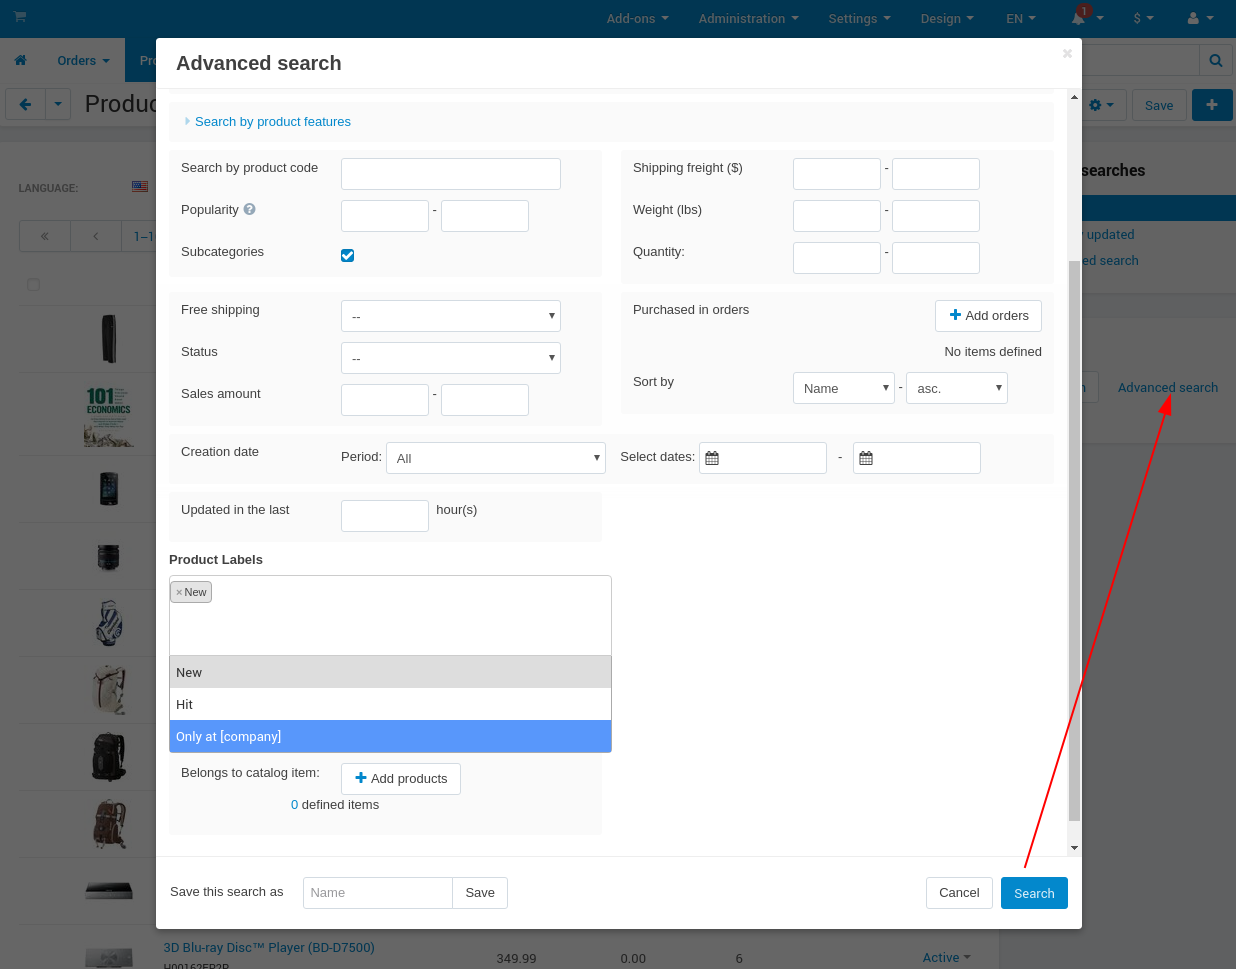 Add-ons Administration Settings Design EN 1 $
Orders Pro
Produc
Save
Advanced search
Search by product features
Search by product code
Shipping freight ($) -
Popularity -
Weight (lbs) -
Subcategories
Quantity: -
LANGUAGE:
1–1
searches
updated
ed search
Free shipping --
Purchased in orders Add orders
Status --
No items defined
Sales amount -
Sort by Name - asc.
Advanced search
101
ECONOMICS
Creation date Period: All Select dates: -
Updated in the last hour(s)
Product Labels
× New
New
Hit
Only at [company]
Belongs to catalog item: Add products
0 defined items
Save this search as Name Save Cancel Search
3D Blu-ray Disc™ Player (BD-D7500)
349.99 0.00 6 Active